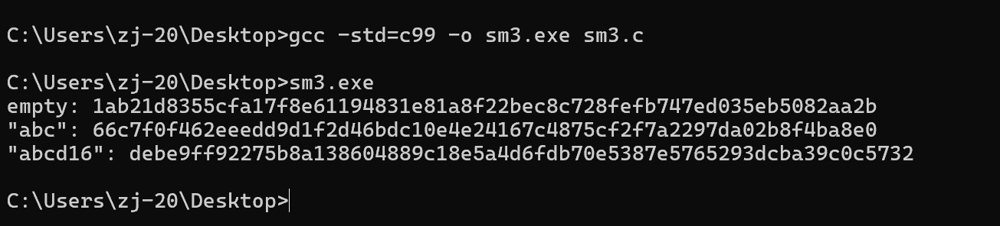 C:\Users\zj-20\Desktop>gcc -std=c99 -o sm3.exe sm3.c
C:\Users\zj-20\Desktop>sm3.exe
empty: 1ab21d8355cfa17f8e61194831e81a8f22bec8c728fefb747ed035eb5082aa2b
"abc": 66c7f0f462eeedd9d1f2d46bdc10e4e24167c4875cf2f7a2297da02b8f4ba8e0
"abcd16": debe9ff92275b8a138604889c18e5a4d6fdb70e5387e5765293dcba39c0c5732
C:\Users\zj-20\Desktop>